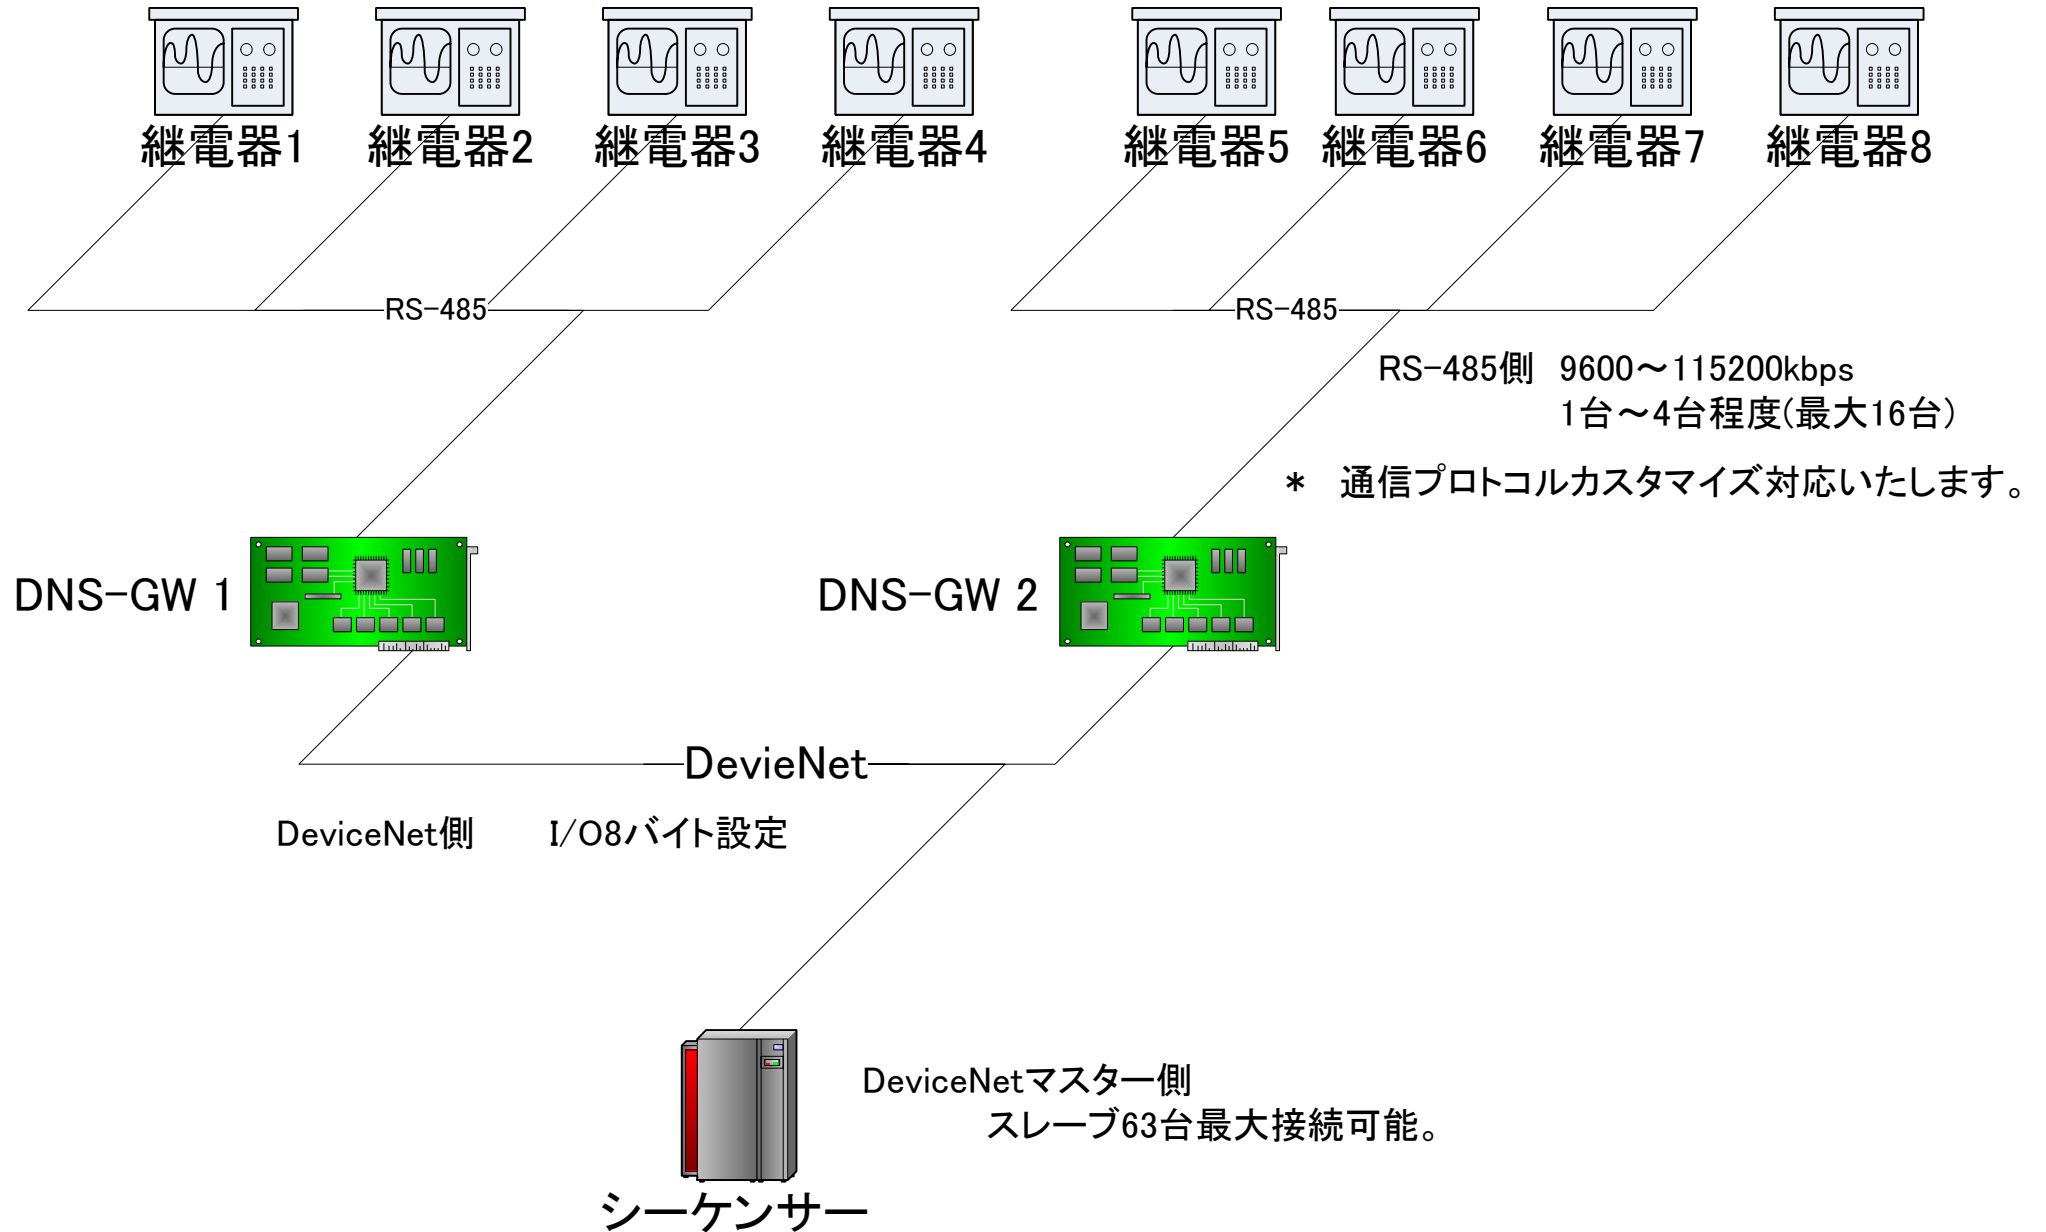 継電器1 継電器2 継電器3 継電器4 継電器5 継電器6 継電器7 継電器8
RS-485 RS-485
RS-485側 9600～115200kbps
1台～4台程度(最大16台)
* 通信プロトコルカスタマイズ対応いたします。
DNS-GW 1 DNS-GW 2
DevieNet
DeviceNet側 I/O8バイト設定
DeviceNetマスター側
スレーブ63台最大接続可能。
シーケンサー